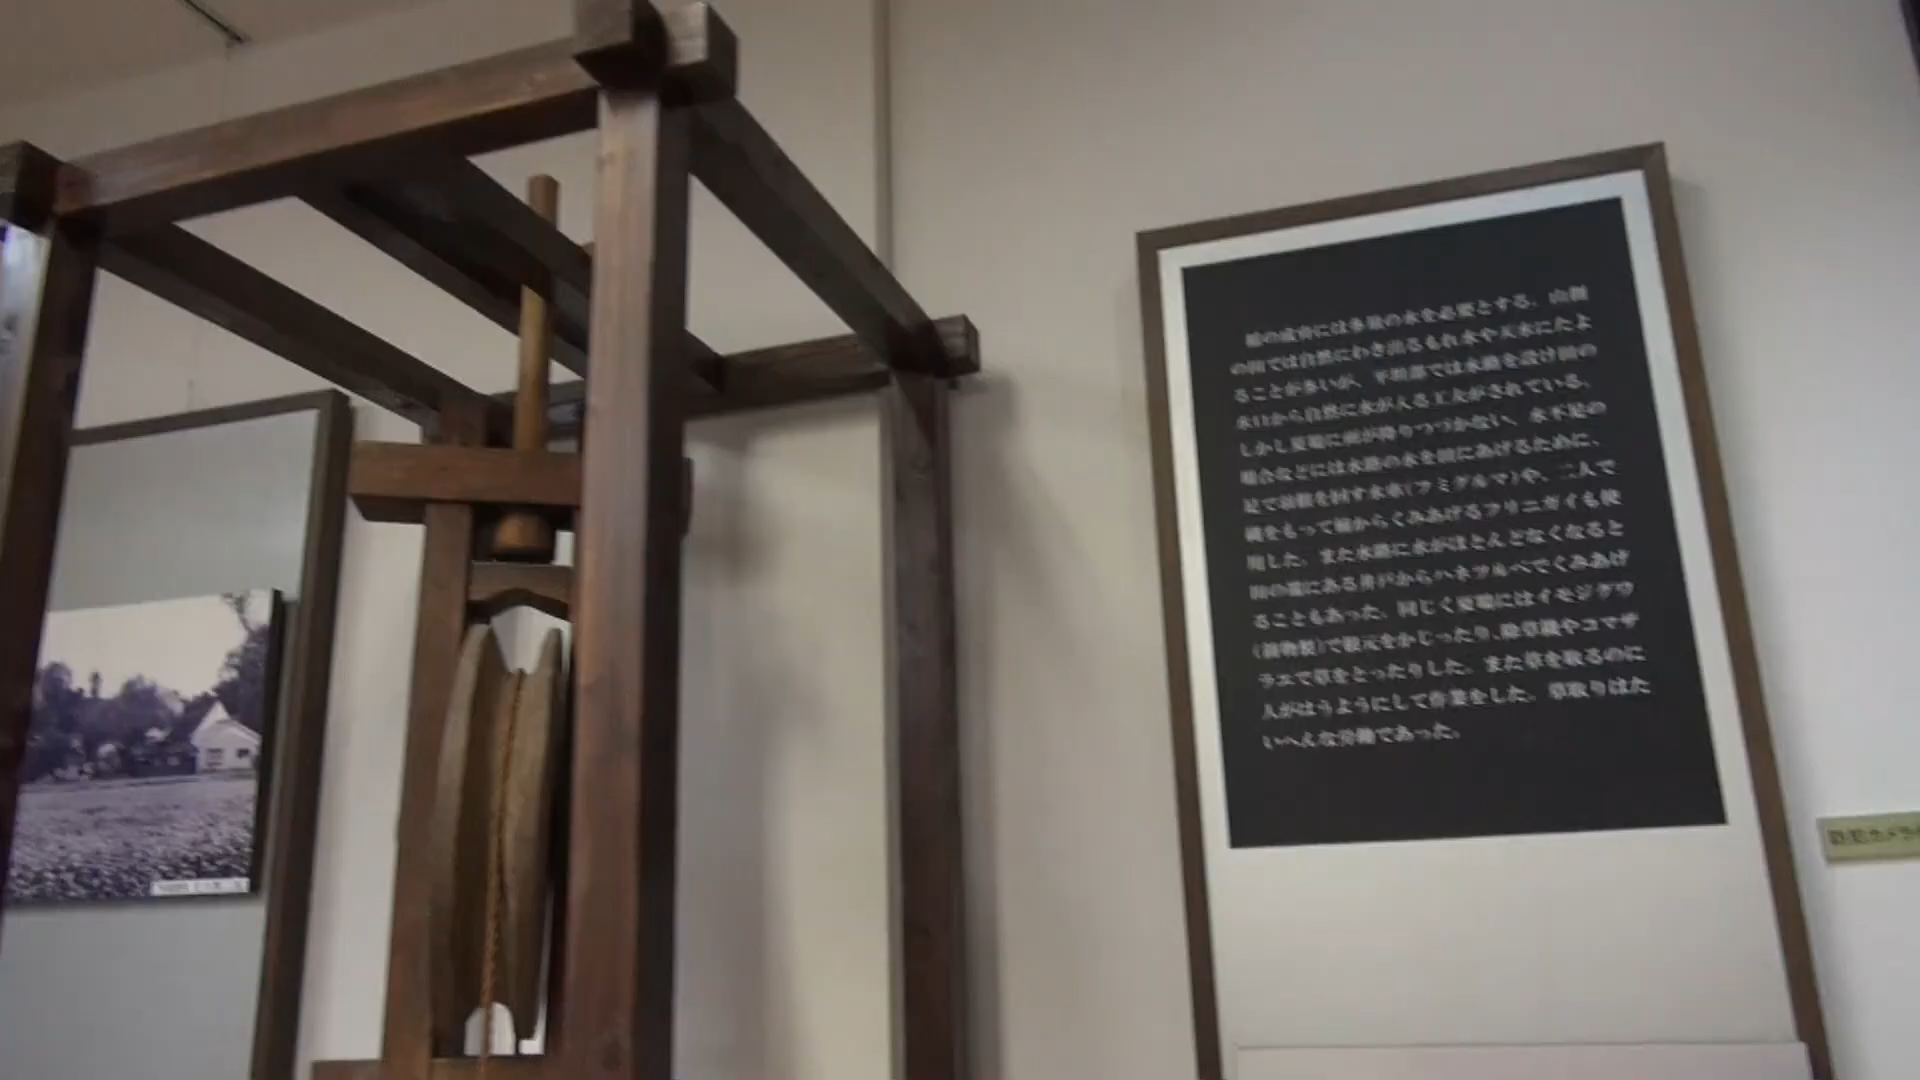 稲の成育には多量の水を必要とする。山間
の田では自然にわき出るもれ水や天水にたよ
ることが多いが、平坦部では水路を設け田の
水口から自然に水が入る工夫がされている。
しかし夏場に雨が降りつづかない、水不足の
場合などには水路の水を田にあげるために、
足で羽根を回す水車(フミグルマ)や、二人で
縄をもって組からくみあげるフリニガイも使
用した。また水路に水がほとんどなくなると
田の端にある井戸からハネツルベでくみあげ
ることもあった。同じく夏場にはイモジグワ
(鋳物製)で根元をかじったり、除草機やコマザ
ラエで草をとったりした。また草を取るのに
人がはうようにして作業をした。草取りはた
いへんな労働であった。
防犯カメラ